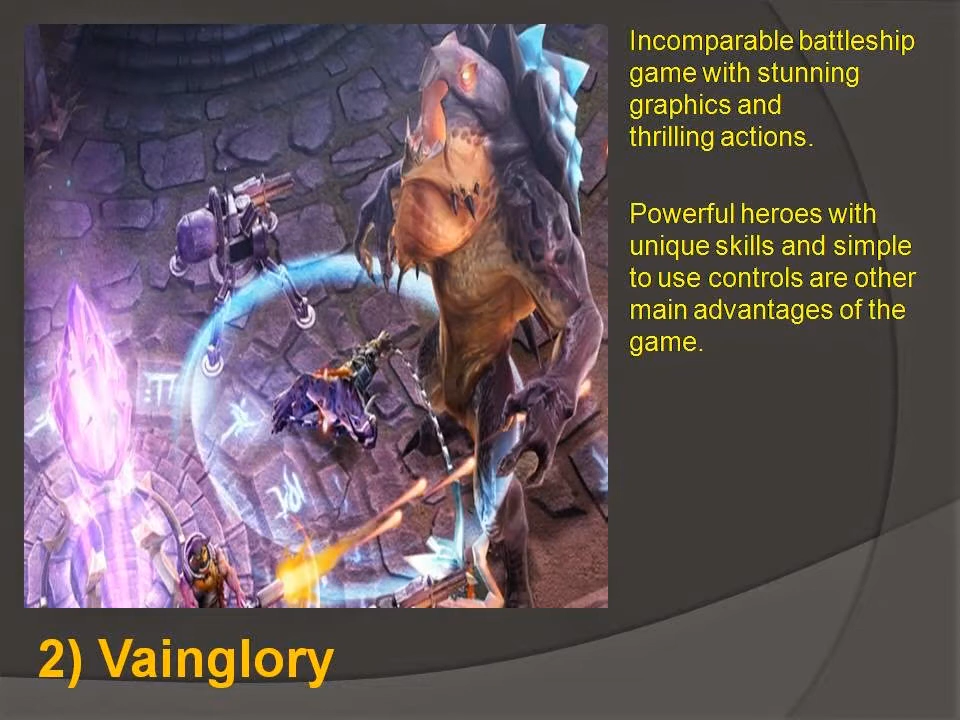 Incomparable battleship
game with stunning
graphics and
thrilling actions.
Powerful heroes with
unique skills and simple
to use controls are other
main advantages of the
game.
2) Vainglory